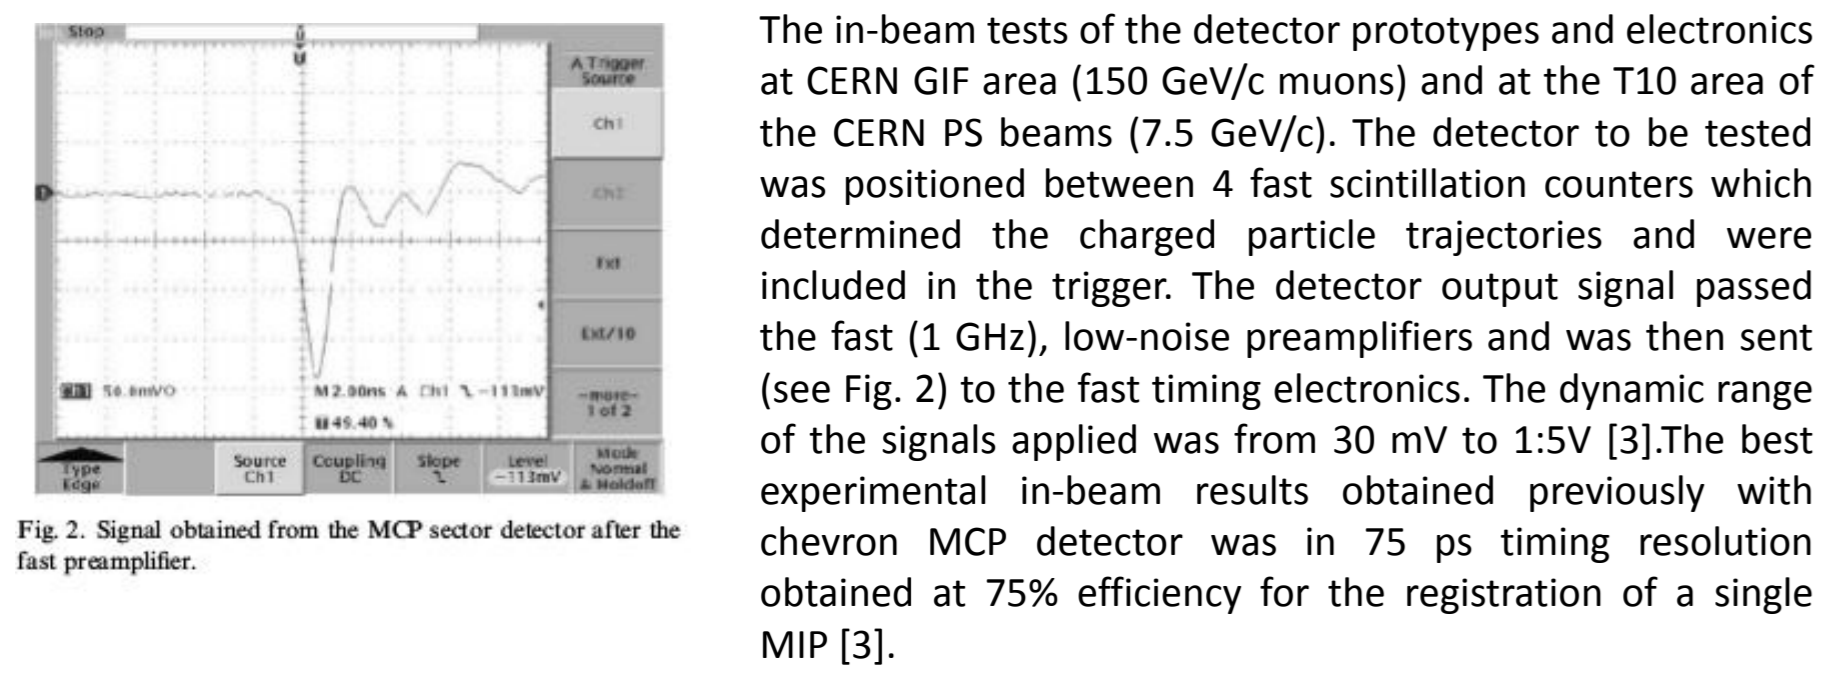 Stop
A Trigger
Source
Ch1
Ch2
Ext
Ext/10
-more-
1 of 2
M 2.00ns A Ch1 -113mV
49.40 %
Type
Edge
Source
Ch1
Coupling
DC
Slope
Level
-113mV
Mode
Normal
& Holdoff
Fig. 2. Signal obtained from the MCP sector detector after the
fast preamplifier.
The in-beam tests of the detector prototypes and electronics
at CERN GIF area (150 GeV/c muons) and at the T10 area of
the CERN PS beams (7.5 GeV/c). The detector to be tested
was positioned between 4 fast scintillation counters which
determined the charged particle trajectories and were
included in the trigger. The detector output signal passed
the fast (1 GHz), low-noise preamplifiers and was then sent
(see Fig. 2) to the fast timing electronics. The dynamic range
of the signals applied was from 30 mV to 1:5V [3].The best
experimental in-beam results obtained previously with
chevron MCP detector was in 75 ps timing resolution
obtained at 75% efficiency for the registration of a single
MIP [3].